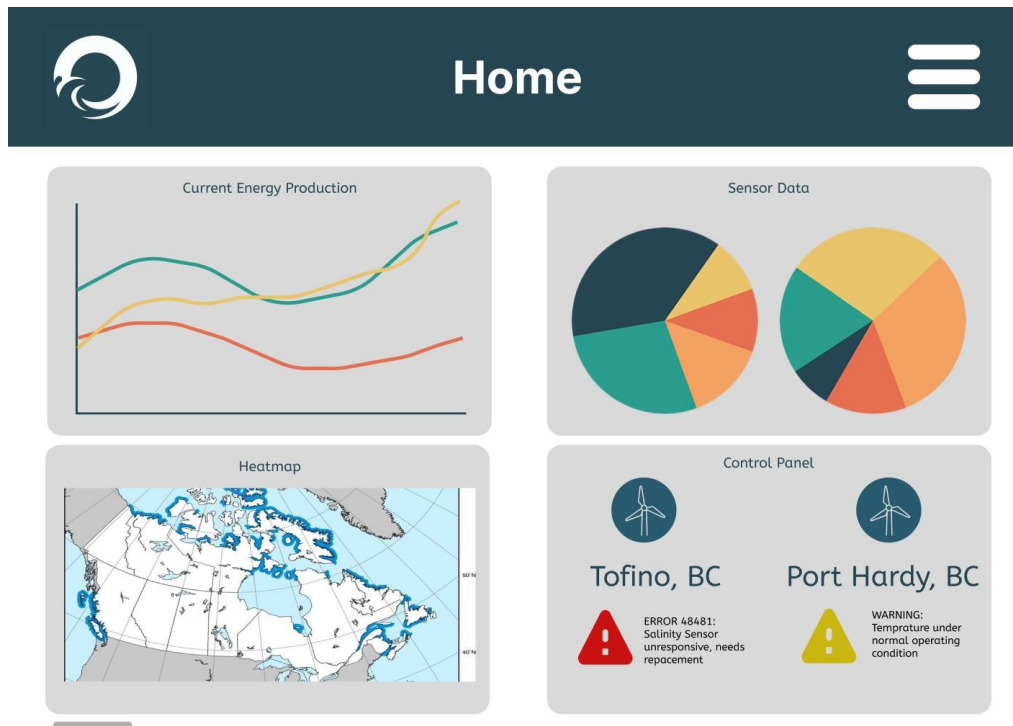 Home
Current Energy Production
Sensor Data
Heatmap
50°N
40°N
Control Panel
Tofino, BC
Port Hardy, BC
ERROR 48481:
Salinity Sensor
unresponsive, needs
repacement
WARNING:
Temprature under
normal operating
condition